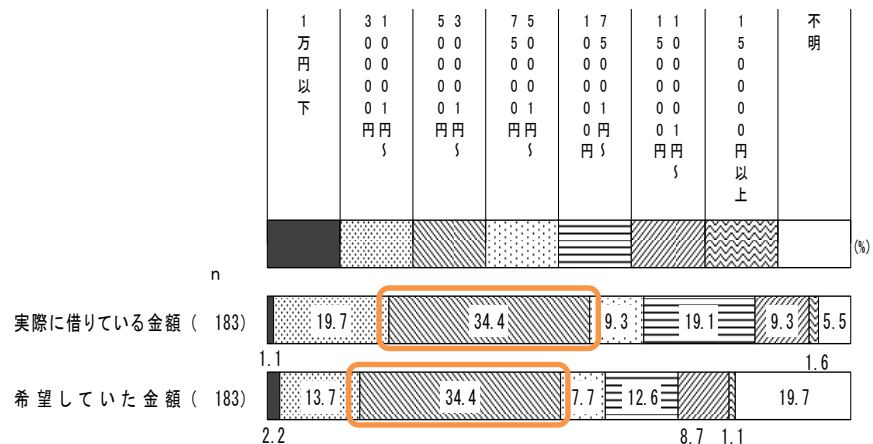 1万円以下
10001円~
30000円
30001円~
50000円
50001円~
75000円
75001円~
100000円
100001円~
150000円
150000円以上
不明
(%)
n
実際に借りている金額 ( 183) 19.7 34.4 9.3 19.1 9.3 5.5
1.1 1.6
希望していた金額 ( 183) 13.7 34.4 7.7 12.6 19.7
2.2 8.7 1.1